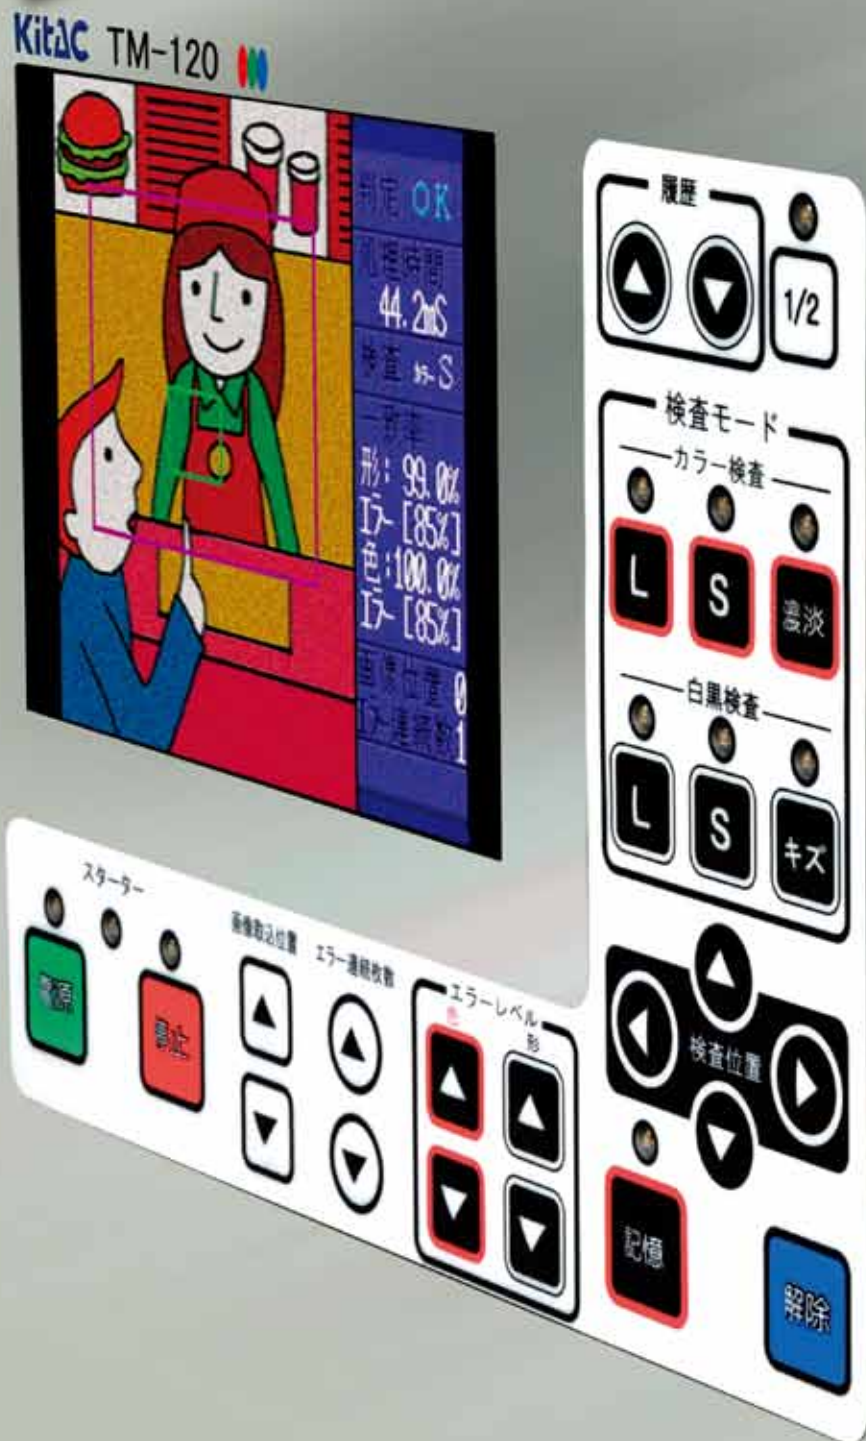 KitAC TM-120
判定 OK
処理時間
44.2mS
検査 カラーS
一致率
形: 99.0%
エラー [85%]
色:100.0%
エラー [85%]
画像位置 0
エラー連続数 1
履歴
1/2
検査モード
カラー検査
L
S
濃淡
白黒検査
L
S
キズ
検査位置
記憶
解除
スターター
電源
停止
画像取込位置
エラー連続枚数
エラーレベル
色
形